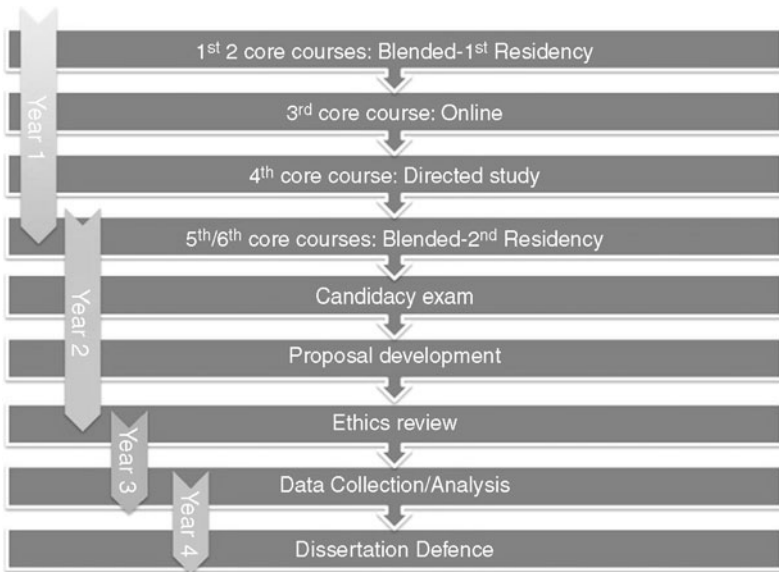 1st 2 core courses: Blended-1st Residency
3rd core course: Online
4th core course: Directed study
5th/6th core courses: Blended-2nd Residency
Candidacy exam
Proposal development
Ethics review
Data Collection/Analysis
Dissertation Defence
Year 1
Year 2
Year 3
Year 4